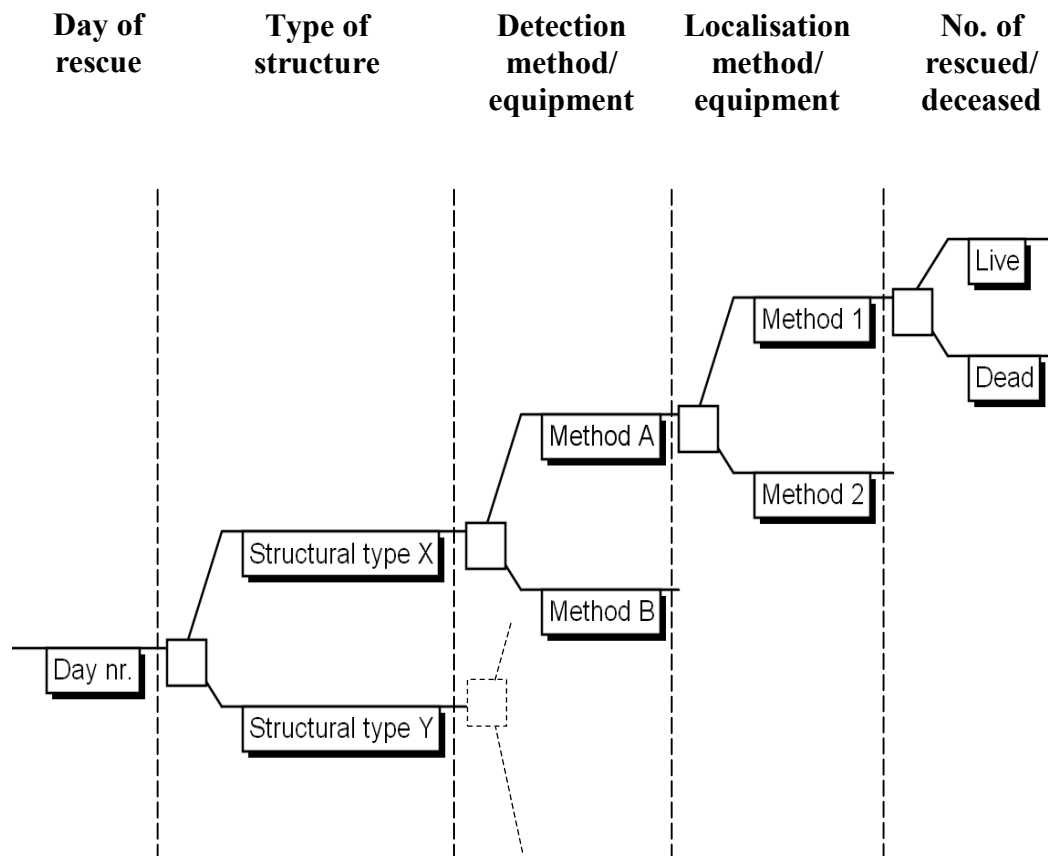 Day of
rescue
Type of
structure
Detection
method/
equipment
Localisation
method/
equipment
No. of
rescued/
deceased
Live
Method 1
Dead
Method A
Method 2
Structural type X
Method B
Day nr.
Structural type Y